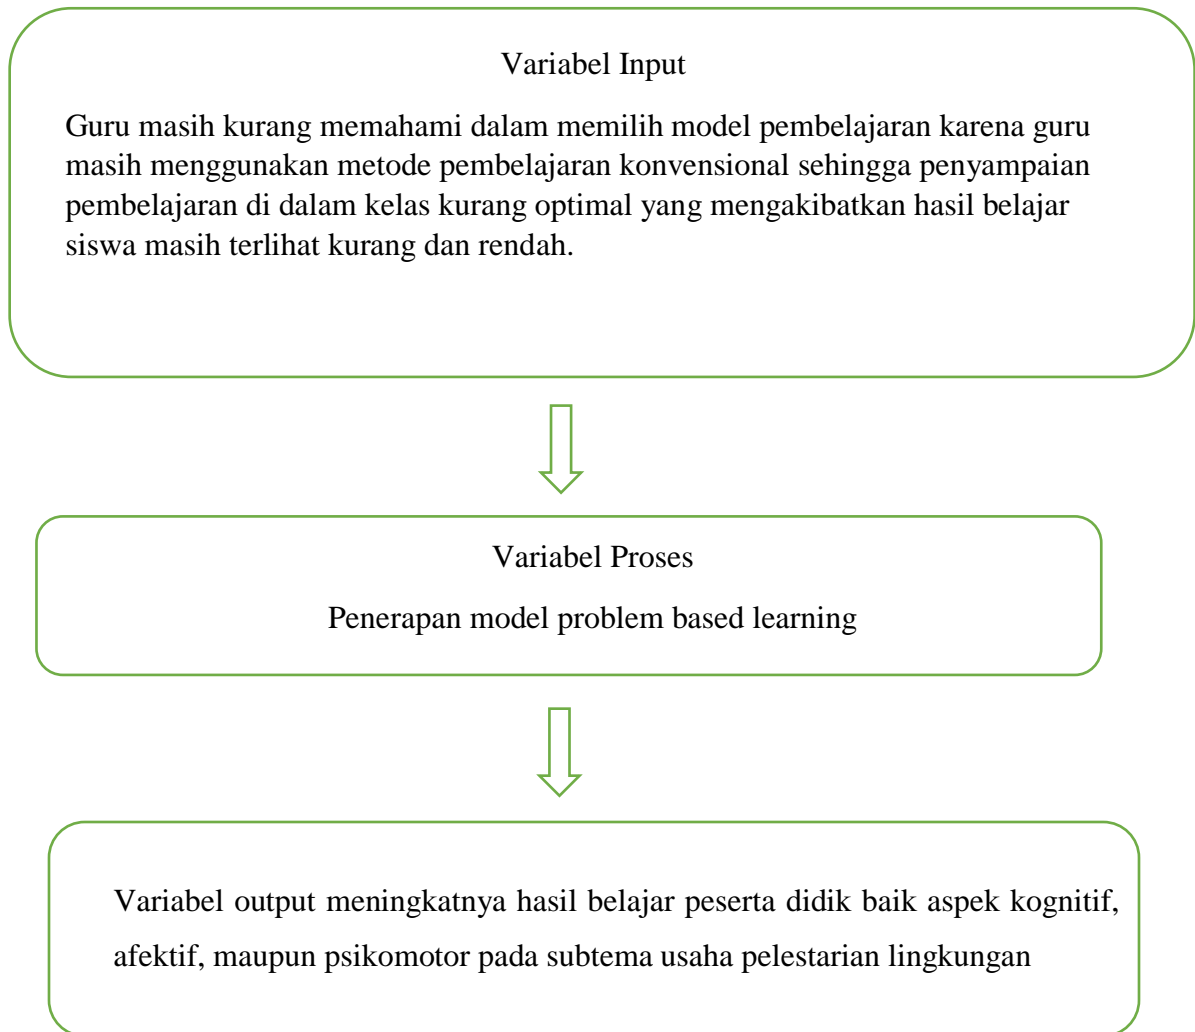 Variabel Input
Guru masih kurang memahami dalam memilih model pembelajaran karena guru
masih menggunakan metode pembelajaran konvensional sehingga penyampaian
pembelajaran di dalam kelas kurang optimal yang mengakibatkan hasil belajar
siswa masih terlihat kurang dan rendah.
Variabel Proses
Penerapan model problem based learning
Variabel output meningkatnya hasil belajar peserta didik baik aspek kognitif,
afektif, maupun psikomotor pada subtema usaha pelestarian lingkungan